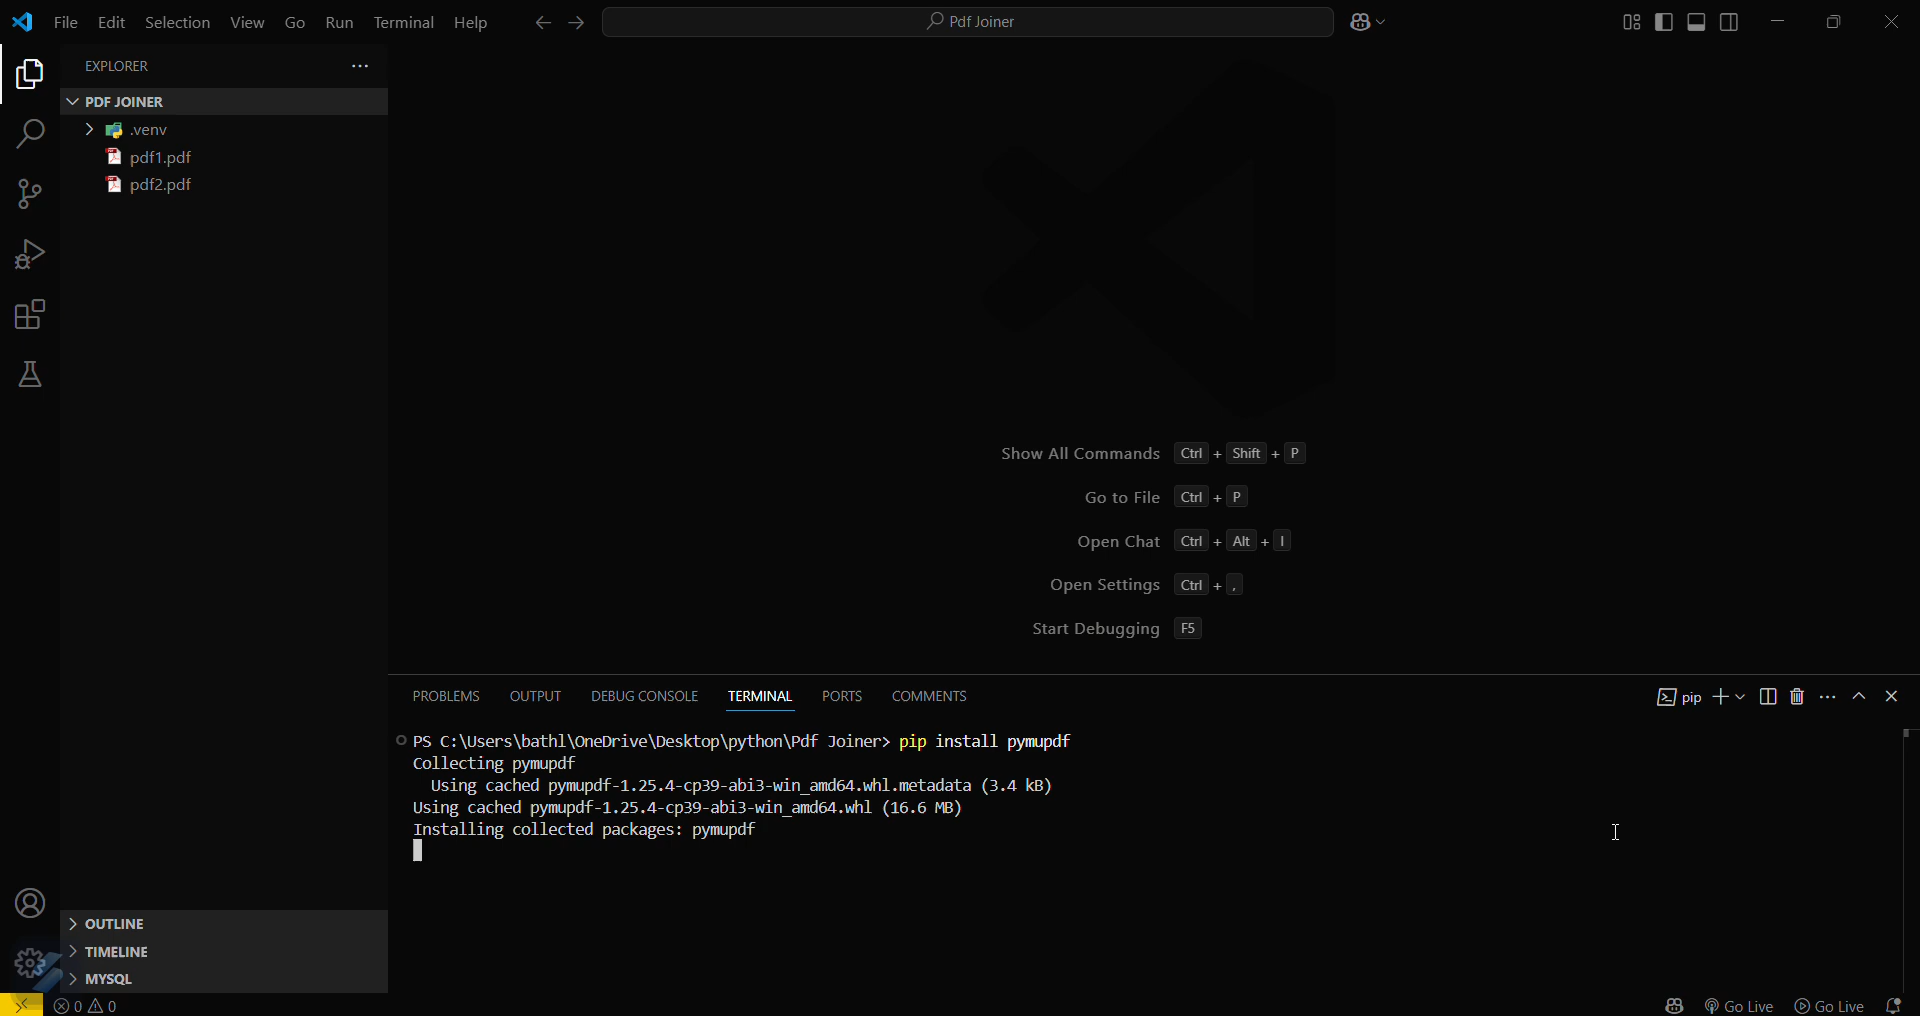 File Edit Selection View Go Run Terminal Help
Pdf Joiner
EXPLORER
PDF JOINER
.venv
pdf1.pdf
pdf2.pdf
Show All Commands Ctrl + Shift + P
Go to File Ctrl + P
Open Chat Ctrl + Alt + I
Open Settings Ctrl + ,
Start Debugging F5
PROBLEMS OUTPUT DEBUG CONSOLE TERMINAL PORTS COMMENTS
pip
PS C:\Users\bathl\OneDrive\Desktop\python\Pdf Joiner> pip install pymupdf
Collecting pymupdf
Using cached pymupdf-1.25.4-cp39-abi3-win_amd64.whl.metadata (3.4 kB)
Using cached pymupdf-1.25.4-cp39-abi3-win_amd64.whl (16.6 MB)
Installing collected packages: pymupdf
OUTLINE
TIMELINE
MYSQL
0 0
Go Live Go Live